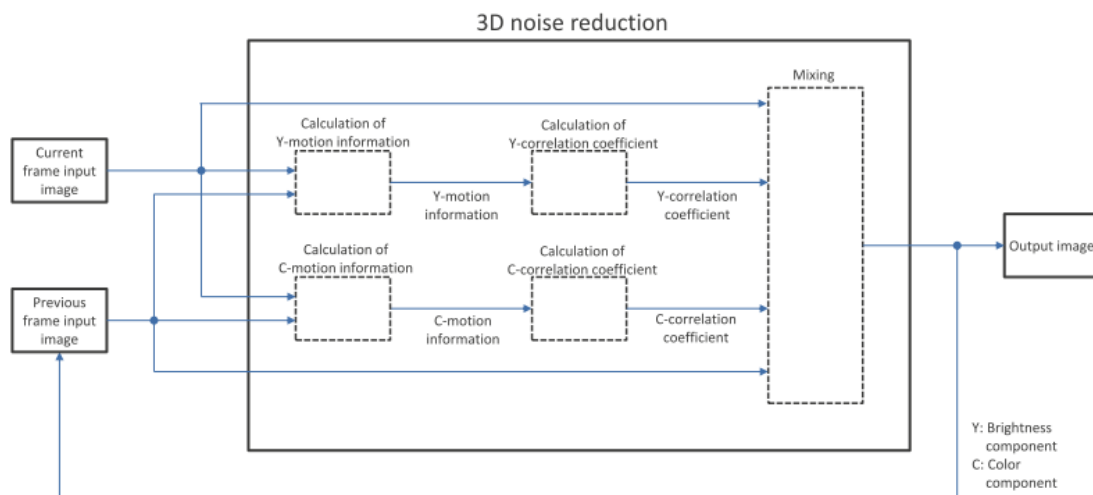 3D noise reduction
Mixing
Calculation of
Y-motion information
Calculation of
Y-correlation coefficient
Current
frame input
image
Y-motion
information
Y-correlation
coefficient
Calculation of
C-motion information
Calculation of
C-correlation coefficient
Output image
Previous
frame input
image
C-motion
information
C-correlation
coefficient
Y: Brightness
component
C: Color
component